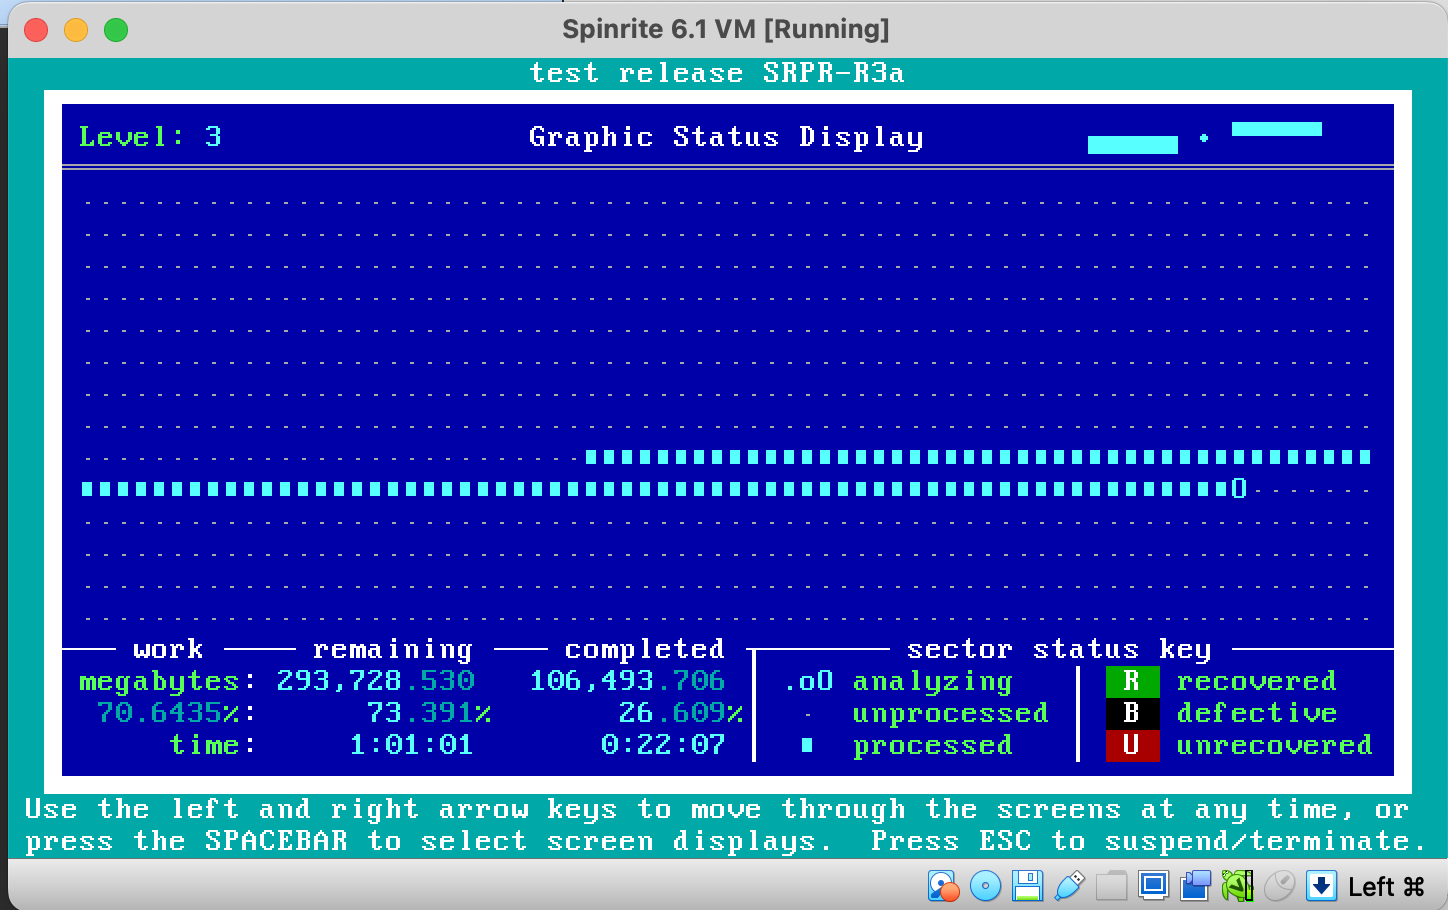 Spinrite 6.1 VM [Running]
test release SRPR-R3a
Level: 3 Graphic Status Display
work remaining completed sector status key
megabytes: 293,728.530 106,493.706 .oO analyzing R recovered
70.6435%: 73.391% 26.609% - unprocessed B defective
time: 1:01:01 0:22:07 processed U unrecovered
Use the left and right arrow keys to move through the screens at any time, or
press the SPACEBAR to select screen displays. Press ESC to suspend/terminate.
Left ⌘